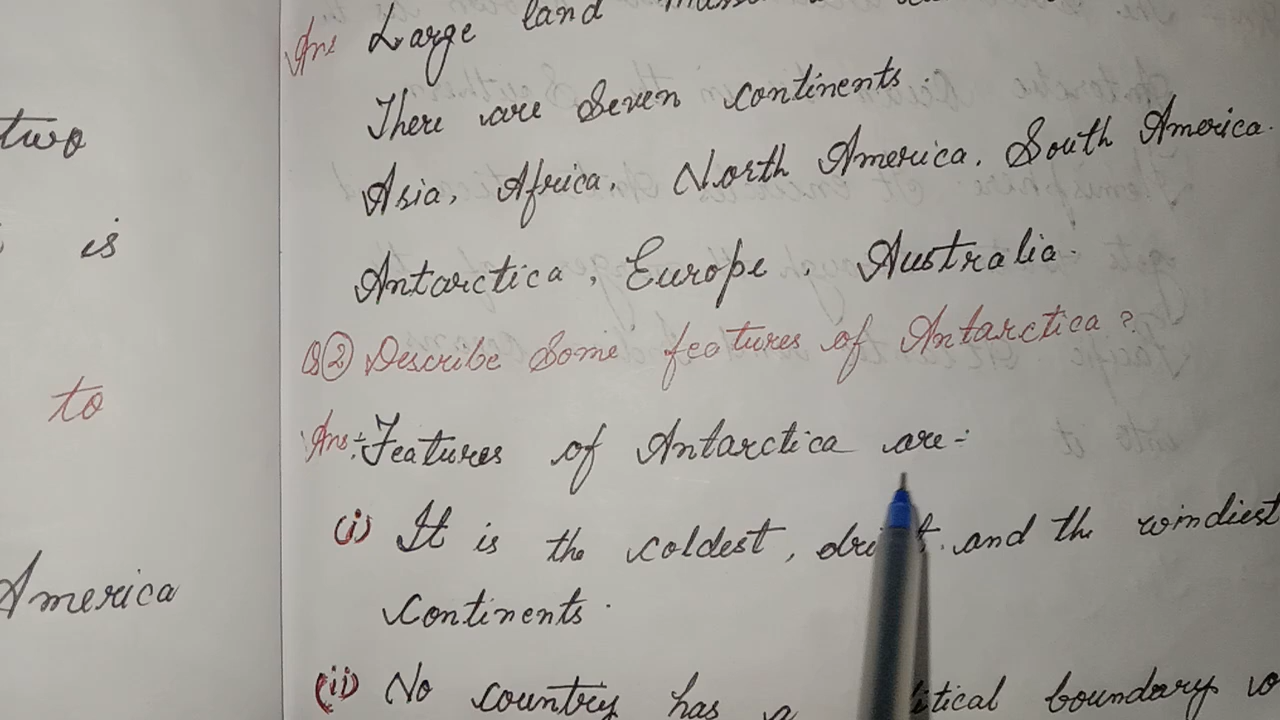 two
is
to
America
Ans Large land
There are Seven continents.
Asia, Africa, North America, South America.
Antarctica, Europe, Australia.
Q② Describe Some features of Antarctica?
Ans:- Features of Antarctica are:-
(i) It is the coldest, and the windiest
Continents.
(ii) No country has a boundary